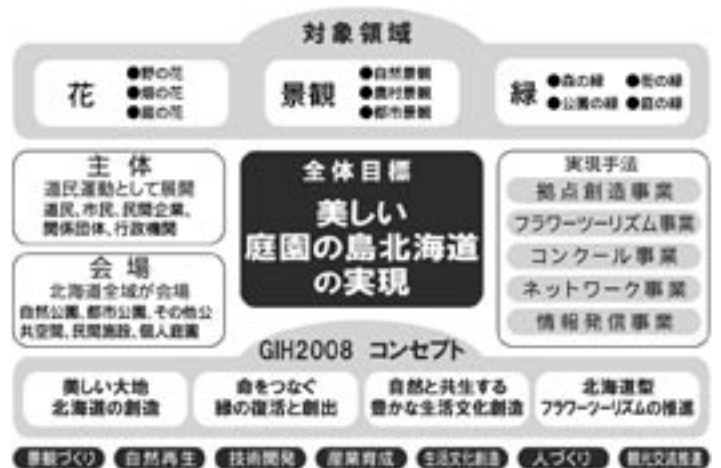 対象領域
花
●野の花
●畑の花
●庭の花
景観
●自然景観
●農村景観
●都市景観
緑
●森の緑 ●街の緑
●公園の緑 ●庭の緑
主体
道民運動として展開
道民、市民、民間企業、
関係団体、行政機関
会場
北海道全域が会場
自然公園、都市公園、その他公
共空間、民間施設、個人庭園
全体目標
美しい
庭園の島北海道
の実現
実現手法
拠点創造事業
フラワーツーリズム事業
コンクール事業
ネットワーク事業
情報発信事業
GIH2008 コンセプト
美しい大地
北海道の創造
命をつなぐ
緑の復活と創出
自然と共生する
豊かな生活文化創造
北海道型
フラワーツーリズムの推進
景観づくり 自然再生 技術開発 産業育成 生活文化創造 人づくり 観光交流推進